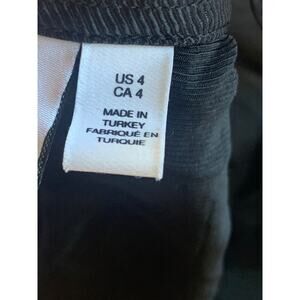 US 4
CA 4
MADE IN
TURKEY
FABRIQUÉ EN
TURQUIE